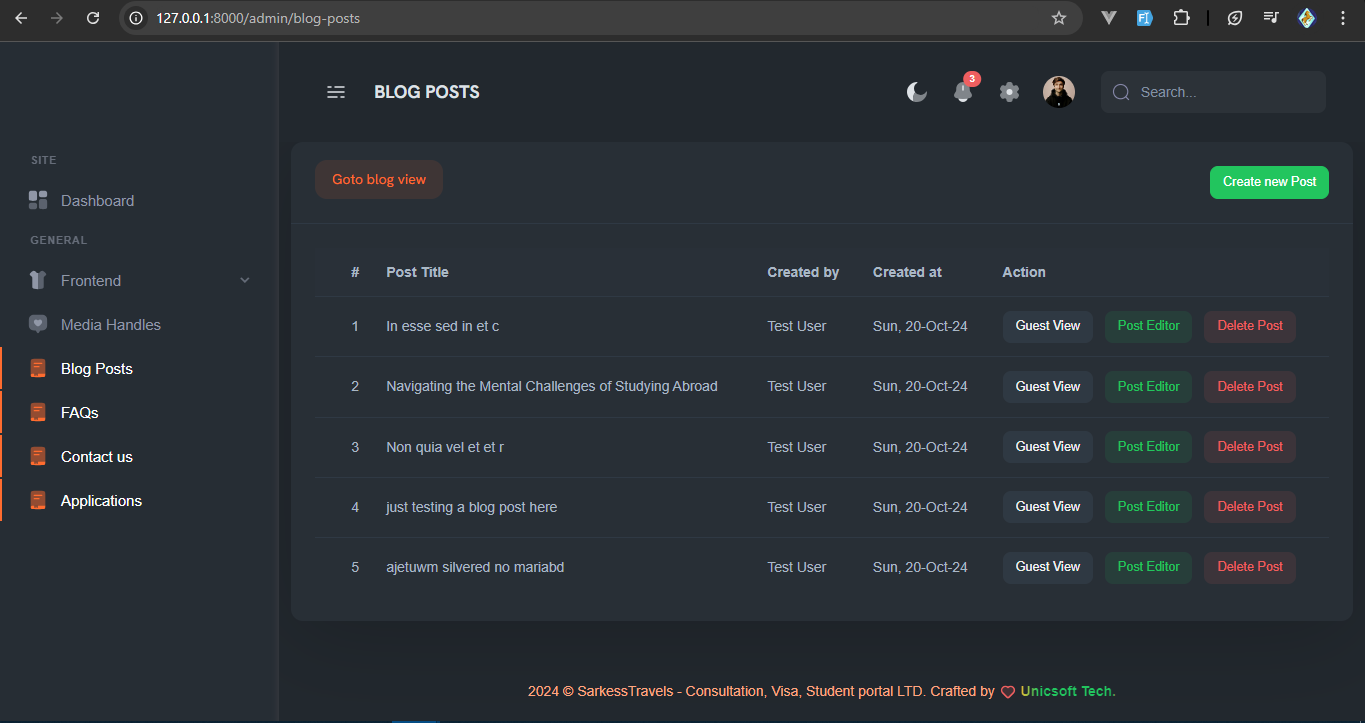 127.0.0.1:8000/admin/blog-posts
BLOG POSTS
3
Search...
SITE
Dashboard
GENERAL
Frontend
Media Handles
Blog Posts
FAQs
Contact us
Applications
Goto blog view
Create new Post
# Post Title Created by Created at Action
1 In esse sed in et c Test User Sun, 20-Oct-24 Guest View Post Editor Delete Post
2 Navigating the Mental Challenges of Studying Abroad Test User Sun, 20-Oct-24 Guest View Post Editor Delete Post
3 Non quia vel et et r Test User Sun, 20-Oct-24 Guest View Post Editor Delete Post
4 just testing a blog post here Test User Sun, 20-Oct-24 Guest View Post Editor Delete Post
5 ajetuwm silvered no mariabd Test User Sun, 20-Oct-24 Guest View Post Editor Delete Post
2024 © SarkessTravels - Consultation, Visa, Student portal LTD. Crafted by Unicsoft Tech.